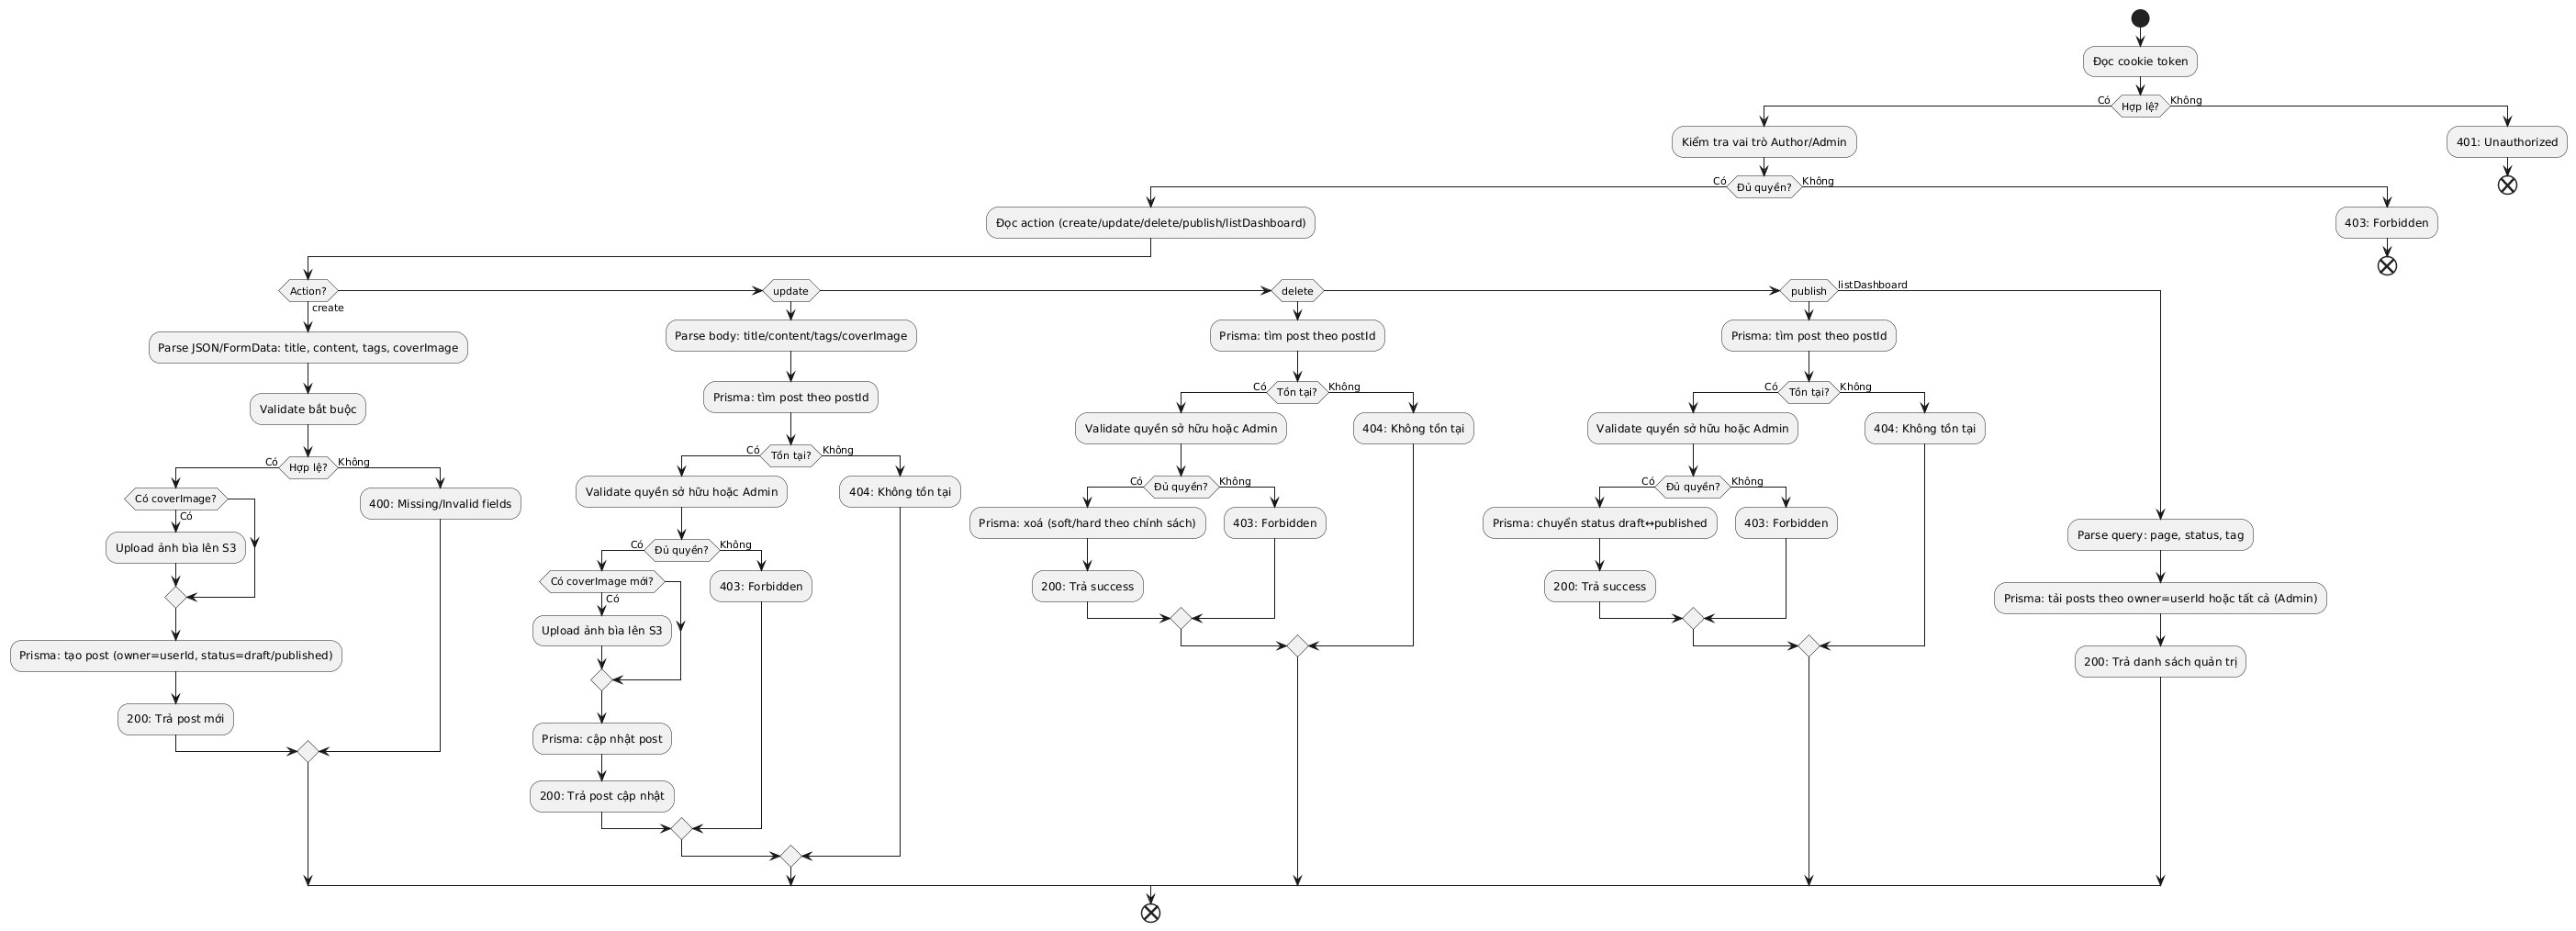 Đọc cookie token
Hợp lệ?
Có
Không
Kiểm tra vai trò Author/Admin
401: Unauthorized
Đủ quyền?
Có
Không
Đọc action (create/update/delete/publish/listDashboard)
403: Forbidden
Action?
create
Parse JSON/FormData: title, content, tags, coverImage
Validate bắt buộc
Hợp lệ?
Có
Không
Có coverImage?
Có
Upload ảnh bìa lên S3
Prisma: tạo post (owner=userId, status=draft/published)
200: Trả post mới
400: Missing/Invalid fields
update
Parse body: title/content/tags/coverImage
Prisma: tìm post theo postId
Tồn tại?
Có
Không
Validate quyền sở hữu hoặc Admin
Đủ quyền?
Có
Không
Có coverImage mới?
Có
Upload ảnh bìa lên S3
Prisma: cập nhật post
200: Trả post cập nhật
403: Forbidden
404: Không tồn tại
delete
Prisma: tìm post theo postId
Tồn tại?
Có
Không
Validate quyền sở hữu hoặc Admin
Đủ quyền?
Có
Không
Prisma: xoá (soft/hard theo chính sách)
200: Trả success
403: Forbidden
404: Không tồn tại
publish
Prisma: tìm post theo postId
Tồn tại?
Có
Không
Validate quyền sở hữu hoặc Admin
Đủ quyền?
Có
Không
Prisma: chuyển status draft↔published
200: Trả success
403: Forbidden
404: Không tồn tại
listDashboard
Parse query: page, status, tag
Prisma: tải posts theo owner=userId hoặc tất cả (Admin)
200: Trả danh sách quản trị